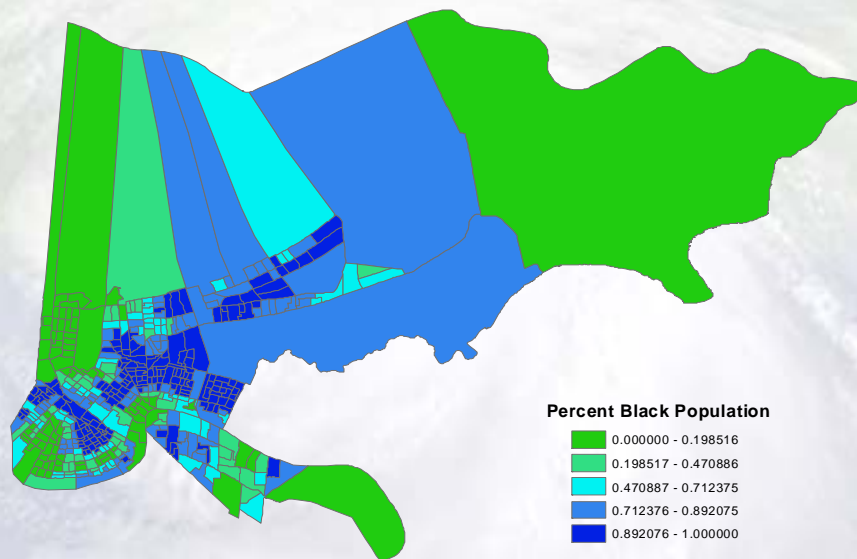 Percent Black Population
0.000000 - 0.198516
0.198517 - 0.470886
0.470887 - 0.712375
0.712376 - 0.892075
0.892076 - 1.000000